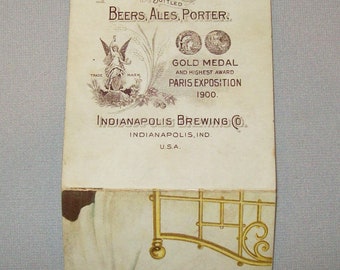 BOTTLED
BEERS, ALES, PORTER.
TRADE MARK
GOLD MEDAL
AND HIGHEST AWARD
PARIS EXPOSITION
1900.
INDIANAPOLIS BREWING CO.
INDIANAPOLIS, IND
U.S.A.